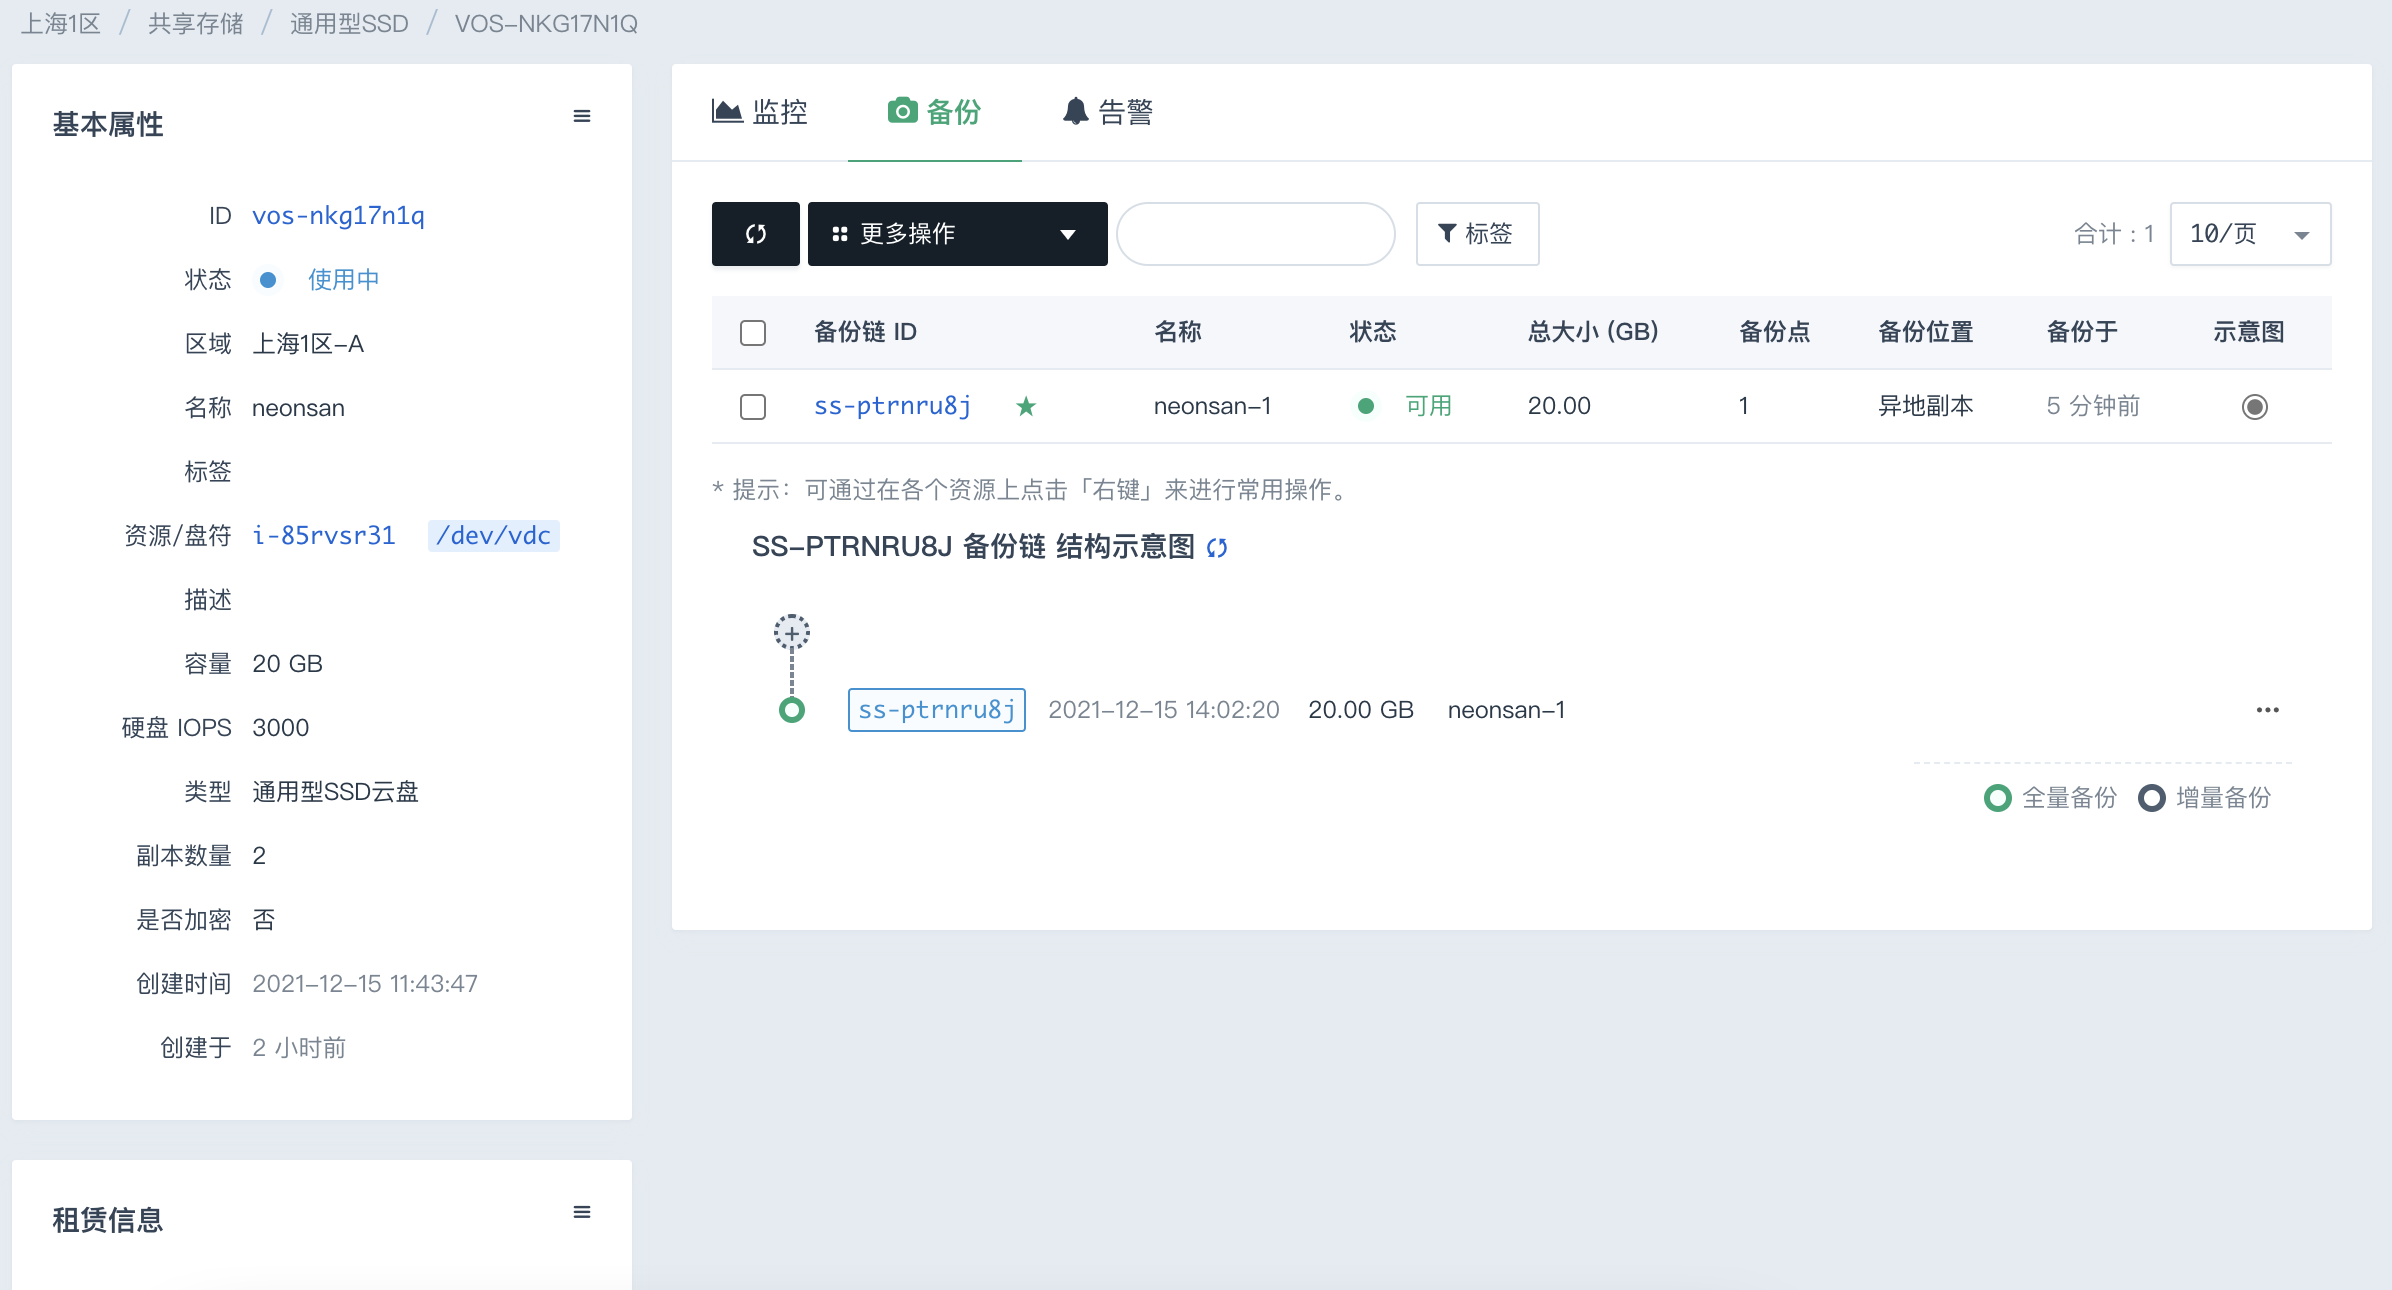 上海1区 / 共享存储 / 通用型SSD / VOS-NKG17N1Q
基本属性
ID vos-nkg17n1q
状态 使用中
区域 上海1区-A
名称 neonsan
标签
资源/盘符 i-85rvsr31 /dev/vdc
描述
容量 20 GB
硬盘 IOPS 3000
类型 通用型SSD云盘
副本数量 2
是否加密 否
创建时间 2021-12-15 11:43:47
创建于 2 小时前
租赁信息
监控 备份 告警
更多操作 标签 合计：1 10/页
备份链 ID 名称 状态 总大小 (GB) 备份点 备份位置 备份于 示意图
ss-ptrnru8j neonsan-1 可用 20.00 1 异地副本 5 分钟前
* 提示：可通过在各个资源上点击「右键」来进行常用操作。
SS-PTRNRU8J 备份链 结构示意图
ss-ptrnru8j 2021-12-15 14:02:20 20.00 GB neonsan-1
全量备份 增量备份